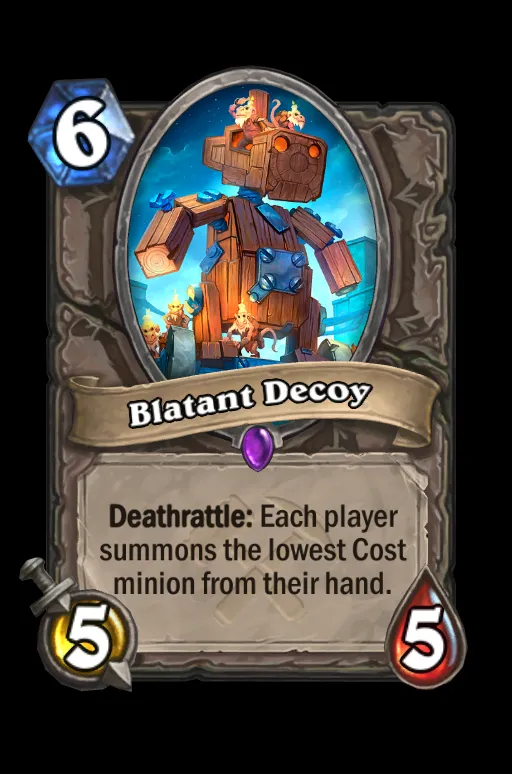 6
Blatant Decoy
Deathrattle: Each player
summons the lowest Cost
minion from their hand.
5 5